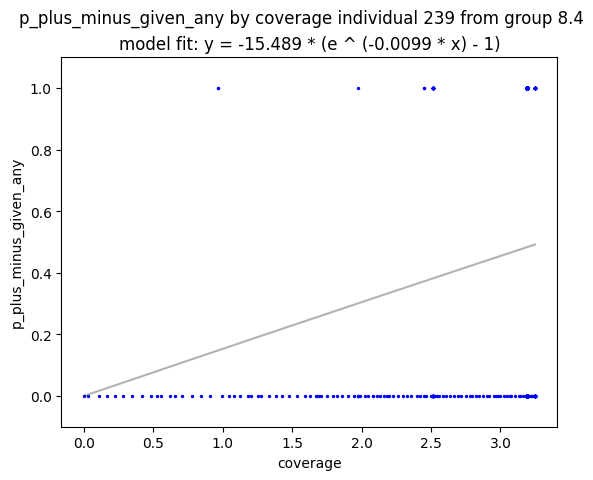 p_plus_minus_given_any by coverage individual 239 from group 8.4
model fit: y = -15.489 * (e ^ (-0.0099 * x) - 1)
1.0
0.8
0.6
0.4
0.2
0.0
p_plus_minus_given_any
0.0 0.5 1.0 1.5 2.0 2.5 3.0
coverage